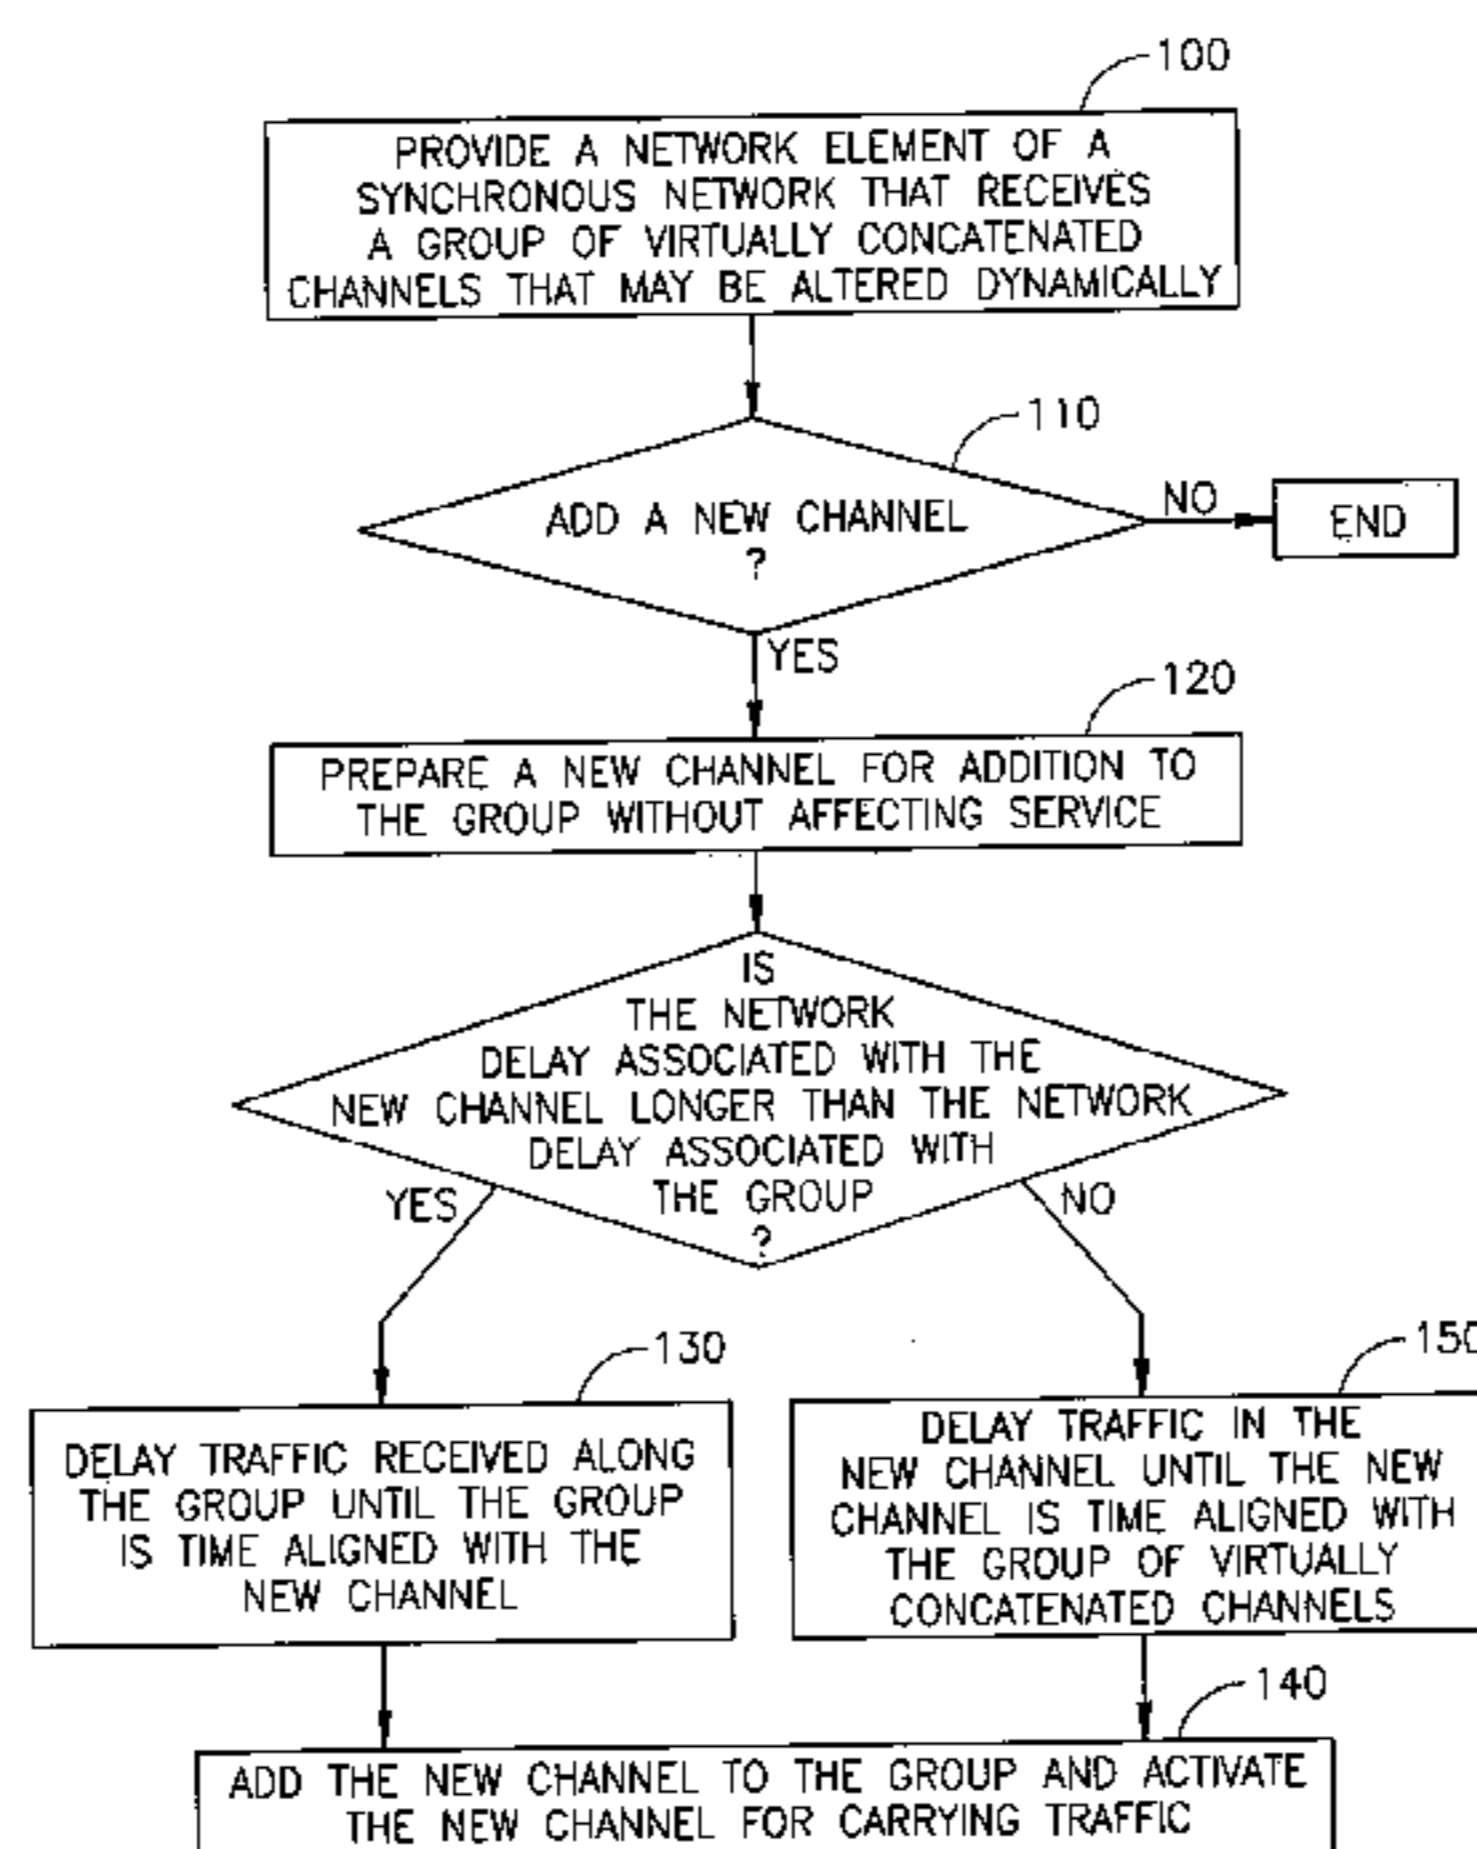 100
PROVIDE A NETWORK ELEMENT OF A
SYNCHRONOUS NETWORK THAT RECEIVES
A GROUP OF VIRTUALLY CONCATENATED
CHANNELS THAT MAY BE ALTERED DYNAMICALLY
110
ADD A NEW CHANNEL
?
NO
END
YES
120
PREPARE A NEW CHANNEL FOR ADDITION TO
THE GROUP WITHOUT AFFECTING SERVICE
IS
THE NETWORK
DELAY ASSOCIATED WITH THE
NEW CHANNEL LONGER THAN THE NETWORK
DELAY ASSOCIATED WITH
THE GROUP
?
YES
NO
130
DELAY TRAFFIC RECEIVED ALONG
THE GROUP UNTIL THE GROUP
IS TIME ALIGNED WITH THE
NEW CHANNEL
150
DELAY TRAFFIC IN THE
NEW CHANNEL UNTIL THE NEW
CHANNEL IS TIME ALIGNED WITH
THE GROUP OF VIRTUALLY
CONCATENATED CHANNELS
140
ADD THE NEW CHANNEL TO THE GROUP AND ACTIVATE
THE NEW CHANNEL FOR CARRYING TRAFFIC